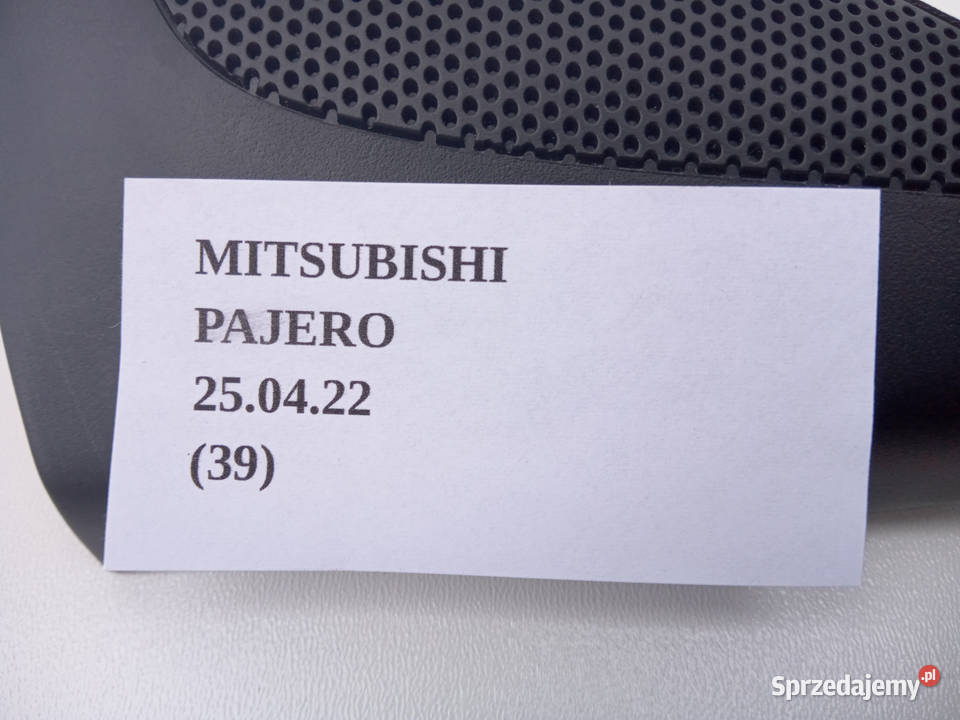 MITSUBISHI
PAJERO
25.04.22
(39)
Sprzedajemy.pl